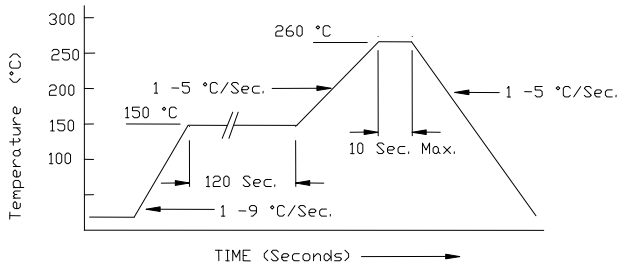 300
260 °C
250
1 -5 °C/Sec.
200
1 -5 °C/Sec.
150 °C
150
10 Sec. Max.
100
120 Sec.
1 -9 °C/Sec.
Temperature (°C)
TIME (Seconds)